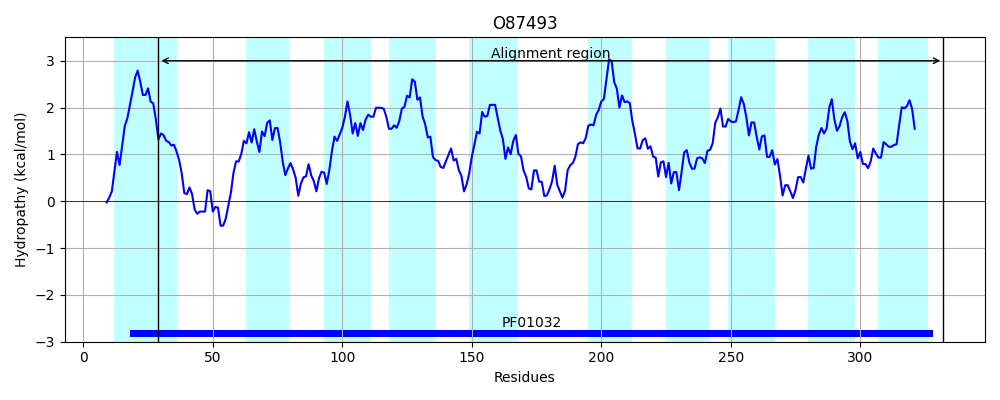 O87493
Alignment region
3
2
1
0
−1
−2
−3
Hydropathy (kcal/mol)
PF01032
0 50 100 150 200 250 300
Residues